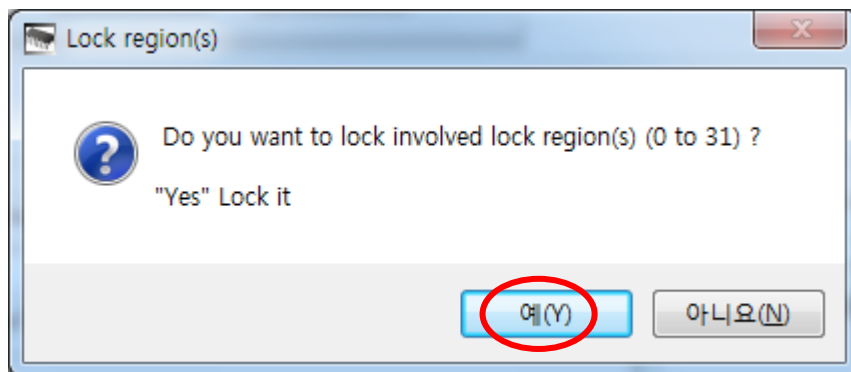 Lock region(s)
Do you want to lock involved lock region(s) (0 to 31) ?
"Yes" Lock it
예(Y)
아니요(N)